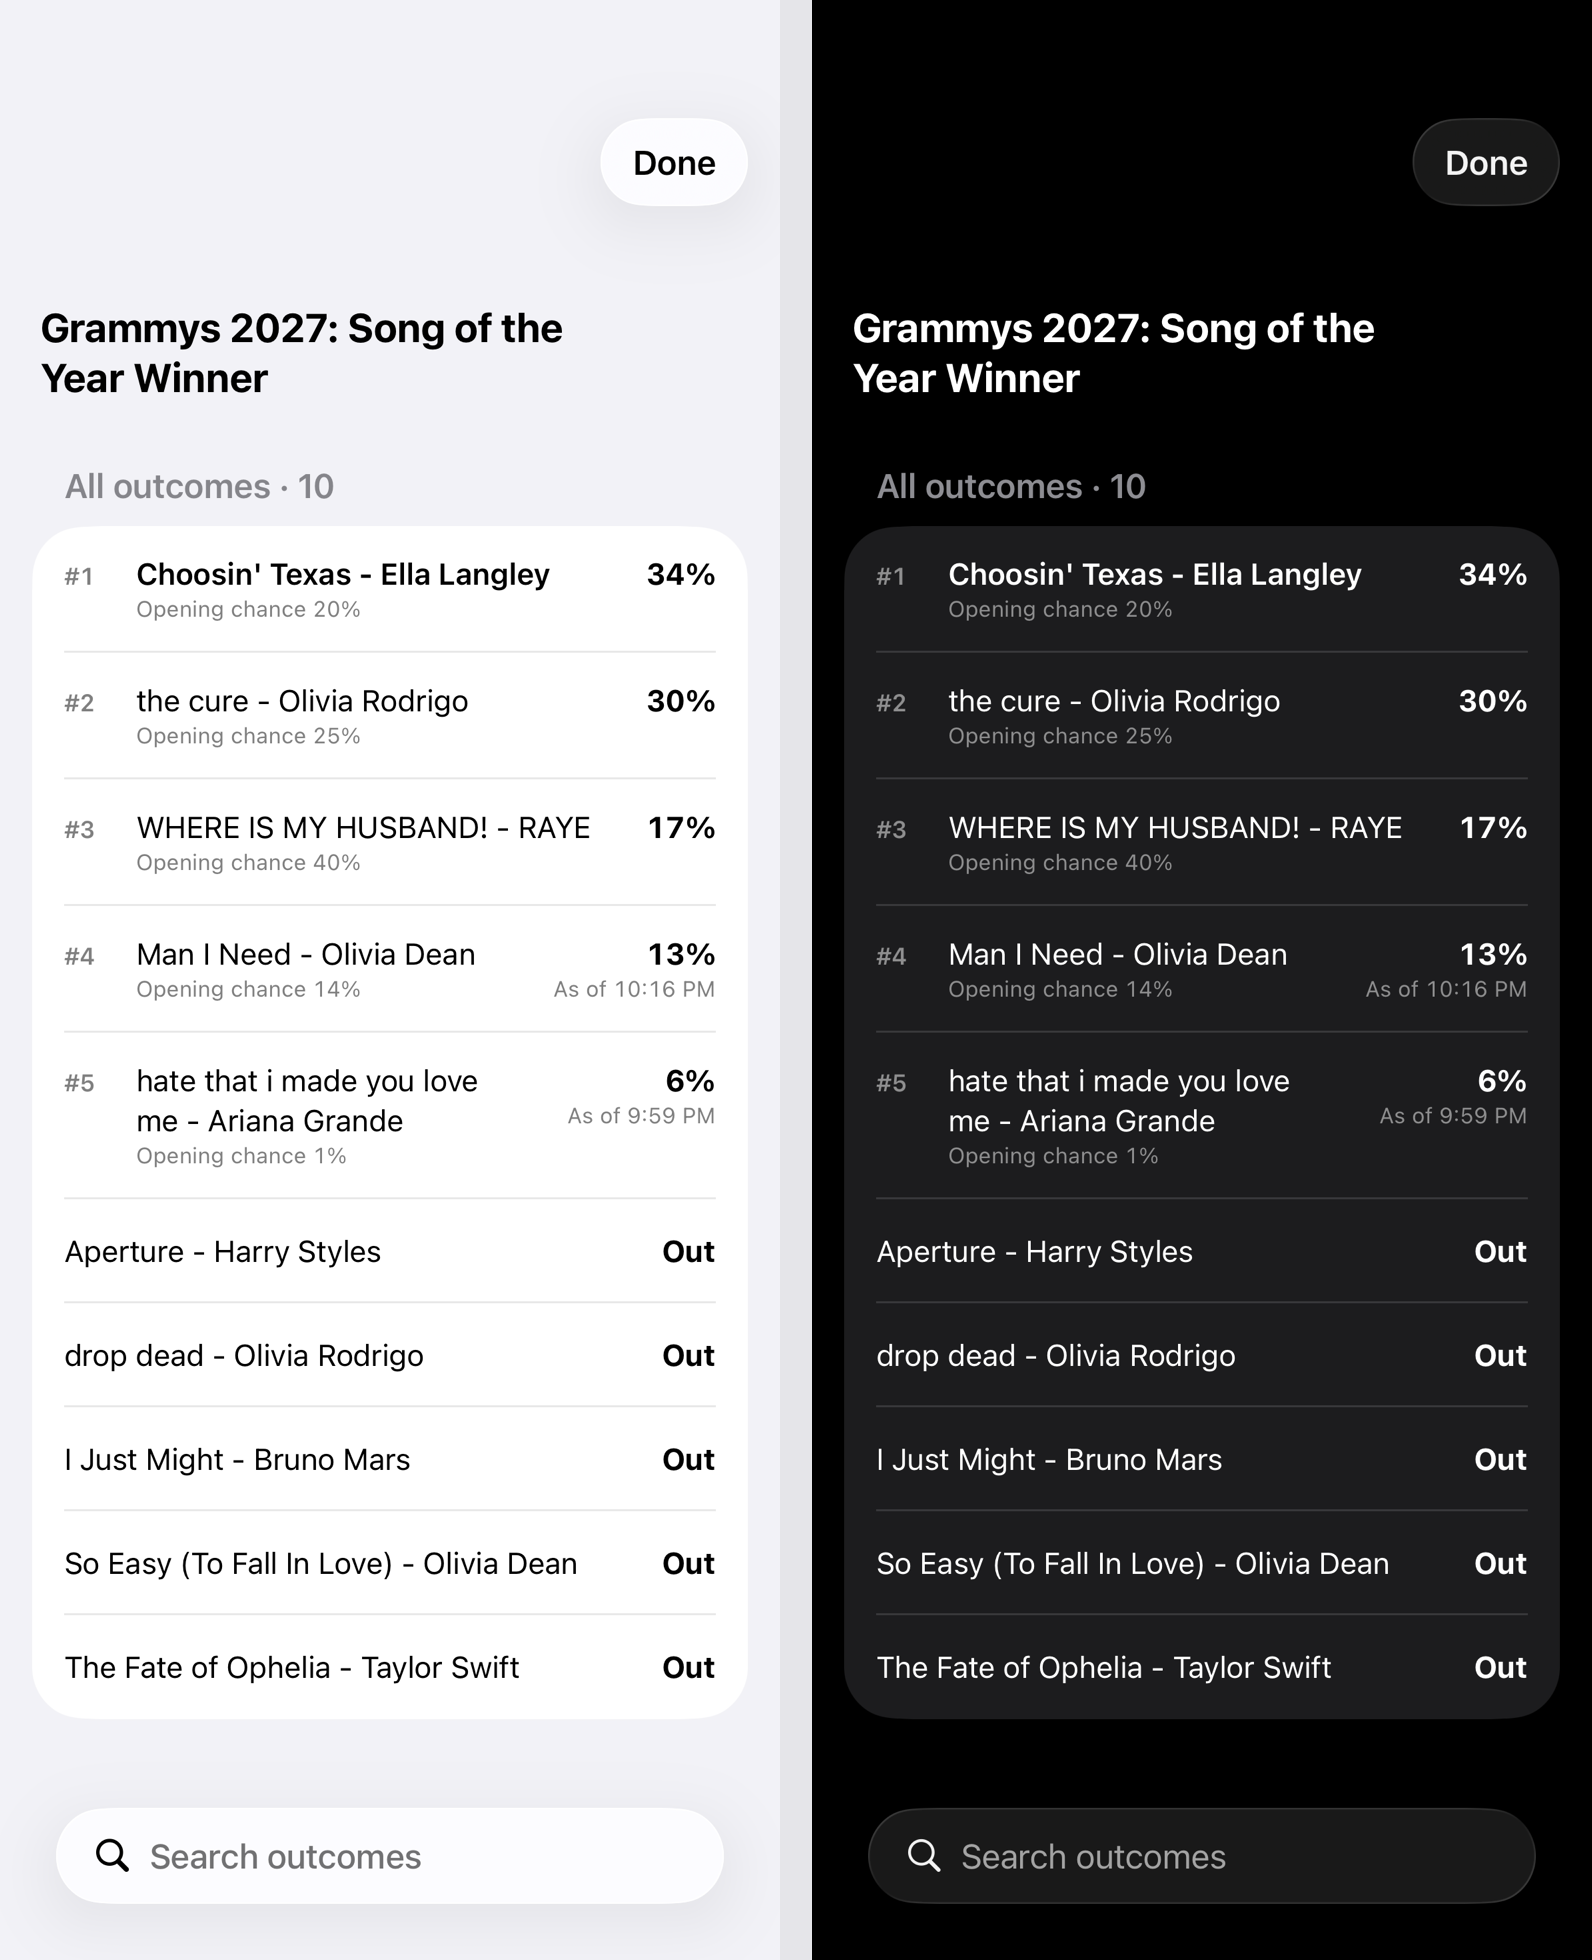 Done
Grammys 2027: Song of the
Year Winner
All outcomes · 10
#1 Choosin' Texas - Ella Langley 34%
Opening chance 20%
#2 the cure - Olivia Rodrigo 30%
Opening chance 25%
#3 WHERE IS MY HUSBAND! - RAYE 17%
Opening chance 40%
#4 Man I Need - Olivia Dean 13%
Opening chance 14% As of 10:16 PM
#5 hate that i made you love 6%
me - Ariana Grande As of 9:59 PM
Opening chance 1%
Aperture - Harry Styles Out
drop dead - Olivia Rodrigo Out
I Just Might - Bruno Mars Out
So Easy (To Fall In Love) - Olivia Dean Out
The Fate of Ophelia - Taylor Swift Out
Search outcomes
Done
Grammys 2027: Song of the
Year Winner
All outcomes · 10
#1 Choosin' Texas - Ella Langley 34%
Opening chance 20%
#2 the cure - Olivia Rodrigo 30%
Opening chance 25%
#3 WHERE IS MY HUSBAND! - RAYE 17%
Opening chance 40%
#4 Man I Need - Olivia Dean 13%
Opening chance 14% As of 10:16 PM
#5 hate that i made you love 6%
me - Ariana Grande As of 9:59 PM
Opening chance 1%
Aperture - Harry Styles Out
drop dead - Olivia Rodrigo Out
I Just Might - Bruno Mars Out
So Easy (To Fall In Love) - Olivia Dean Out
The Fate of Ophelia - Taylor Swift Out
Search outcomes